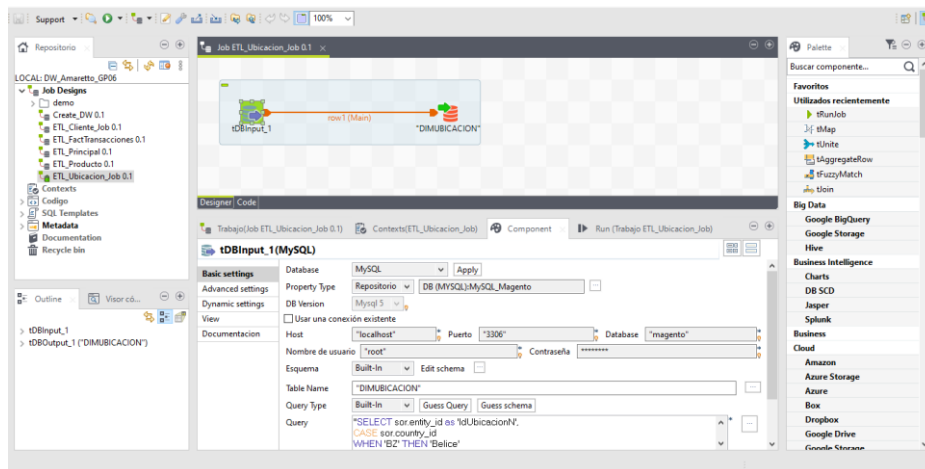 Support
100%
Repositorio
LOCAL: DW_Amaretto_GP06
Job Designs
demo
Create_DW 0.1
ETL_Cliente_Job 0.1
ETL_FactTransacciones 0.1
ETL_Principal 0.1
ETL_Producto 0.1
ETL_Ubicacion_Job 0.1
Contexts
Codigo
SQL Templates
Metadata
Documentation
Recycle bin
Outline
Visor có...
tDBInput_1
tDBOutput_1 ("DIMUBICACION")
Job ETL_Ubicacion_Job 0.1
row1 (Main)
tDBInput_1
"DIMUBICACION"
Designer Code
Trabajo(Job ETL_Ubicacion_Job 0.1)
Contexts(ETL_Ubicacion_Job)
Component
Run (Trabajo ETL_Ubicacion_Job)
tDBInput_1(MySQL)
Basic settings
Advanced settings
Dynamic settings
View
Documentacion
Database MySQL Apply
Property Type Repositorio DB (MYSQL):MySQL_Magento
DB Version Mysql 5
Usar una conexión existente
Host "localhost" Puerto "3306" Database "magento"
Nombre de usuario "root" Contraseña ********
Esquema Built-In Edit schema
Table Name "DIMUBICACION"
Query Type Built-In Guess Query Guess schema
Query "SELECT sor.entity_id as 'IdUbicacionN',
CASE sor.country_id
WHEN 'BZ' THEN 'Belice'
Palette
Buscar componente...
Favoritos
Utilizados recientemente
tRunJob
tMap
tUnite
tAggregateRow
tFuzzyMatch
tJoin
Big Data
Google BigQuery
Google Storage
Hive
Business Intelligence
Charts
DB SCD
Jasper
Splunk
Business
Cloud
Amazon
Azure Storage
Azure
Box
Dropbox
Google Drive
Google Storage